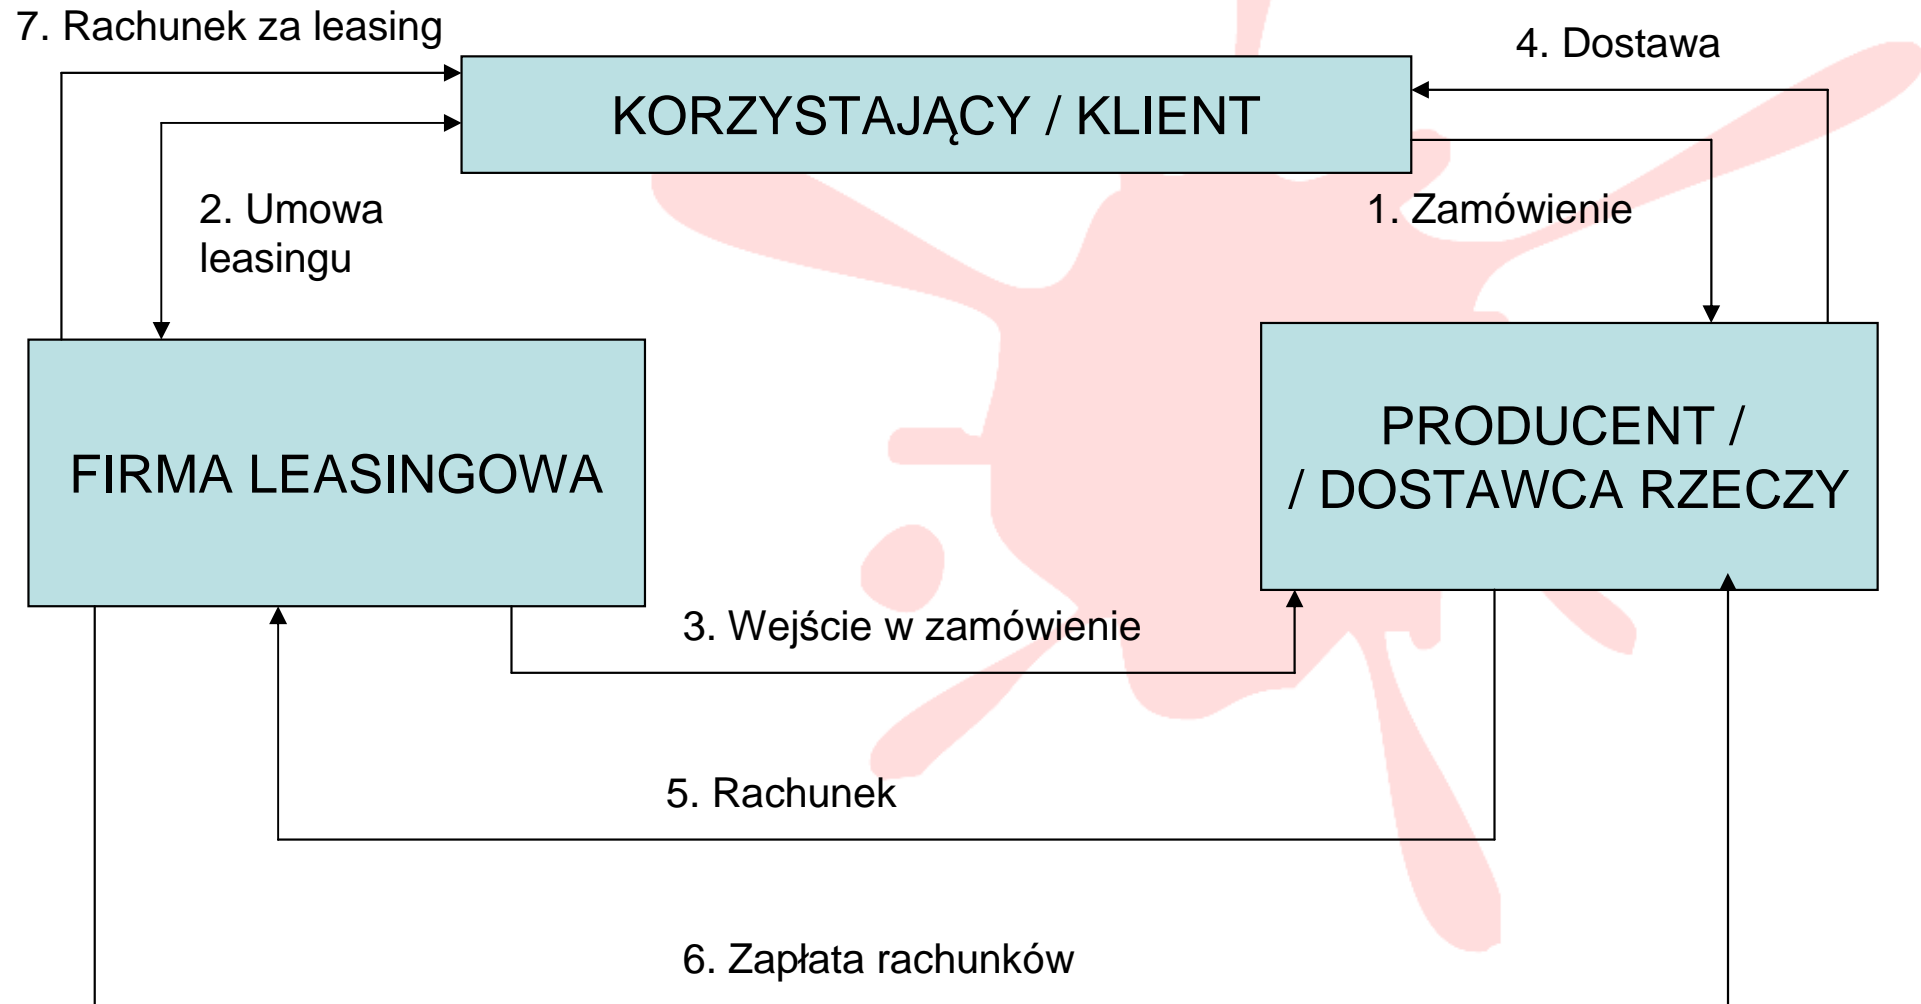 7. Rachunek za leasing
4. Dostawa
KORZYSTAJĄCY / KLIENT
2. Umowa
leasingu
1. Zamówienie
FIRMA LEASINGOWA
PRODUCENT /
/ DOSTAWCA RZECZY
3. Wejście w zamówienie
5. Rachunek
6. Zapłata rachunków